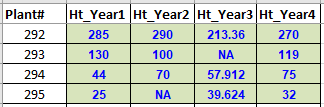 Plant# Ht_Year1 Ht_Year2 Ht_Year3 Ht_Year4
292 285 290 213.36 270
293 130 100 NA 119
294 44 70 57.912 75
295 25 NA 39.624 32